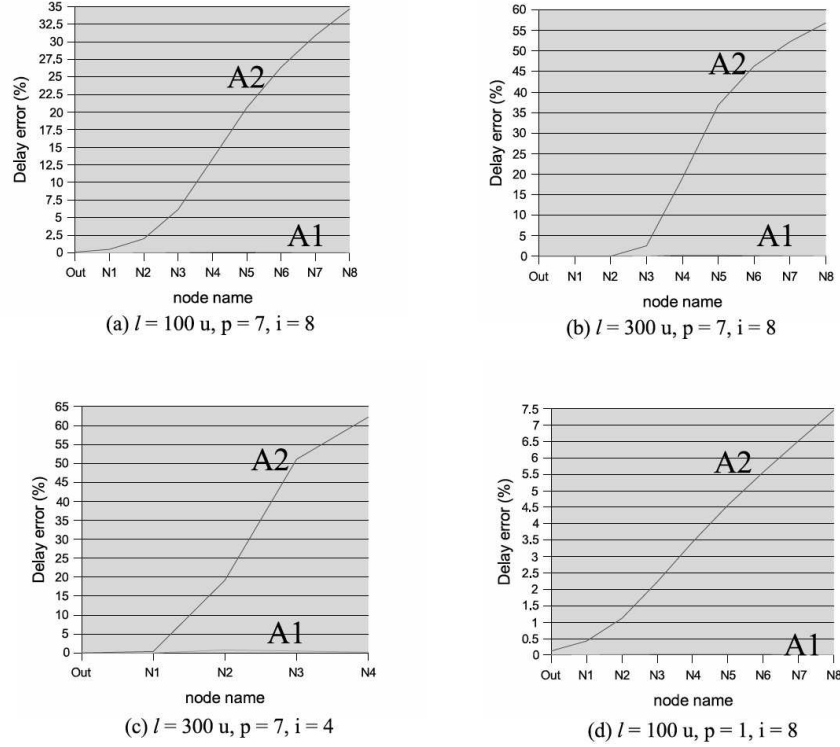 35
32.5
30
27.5
25
22.5
20
17.5
15
12.5
10
7.5
5
2.5
0
Delay error (%)
A2
A1
Out N1 N2 N3 N4 N5 N6 N7 N8
node name
(a) l = 100 u, p = 7, i = 8
60
55
50
45
40
35
30
25
20
15
10
5
0
Delay error (%)
A2
A1
Out N1 N2 N3 N4 N5 N6 N7 N8
node name
(b) l = 300 u, p = 7, i = 8
65
60
55
50
45
40
35
30
25
20
15
10
5
0
Delay error (%)
A2
A1
Out N1 N2 N3 N4
node name
(c) l = 300 u, p = 7, i = 4
7.5
7
6.5
6
5.5
5
4.5
4
3.5
3
2.5
2
1.5
1
0.5
0
Delay error (%)
A2
A1
Out N1 N2 N3 N4 N5 N6 N7 N8
node name
(d) l = 100 u, p = 1, i = 8